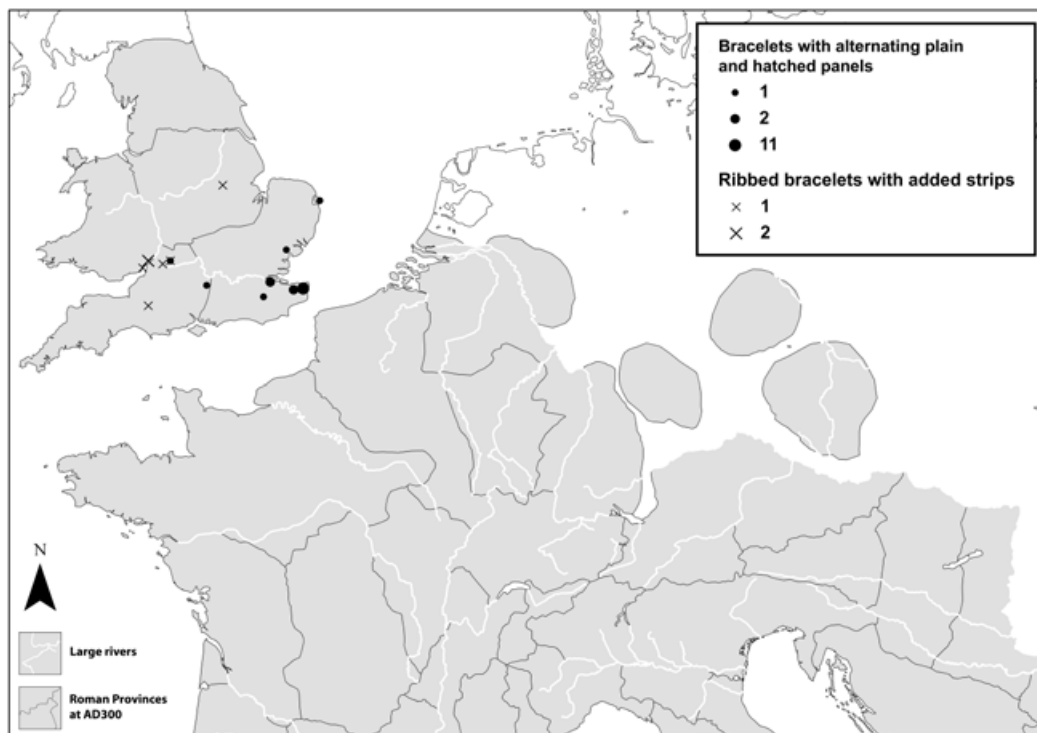 Bracelets with alternating plain
and hatched panels
1
2
11
Ribbed bracelets with added strips
1
2
N
Large rivers
Roman Provinces
at AD300